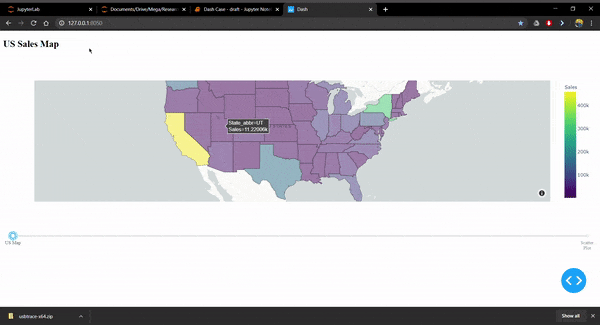 JupyterLab
Documents/Drive/Mega/Resear
Dash Case - draft - Jupyter Note
Dash
127.0.0.1:8050
US Sales Map
State_abbr=UT
Sales=11.22006k
Sales
400k
300k
200k
100k
US Map
Scatter
Plot
usbtrace-x64.zip
Show all